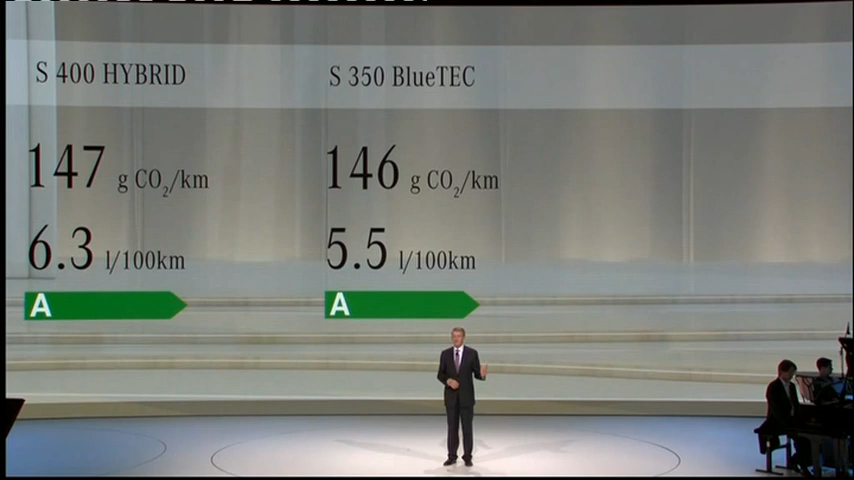 S 400 HYBRID
S 350 BlueTEC
147 g CO₂/km
146 g CO₂/km
6.3 l/100km
5.5 l/100km
A
A